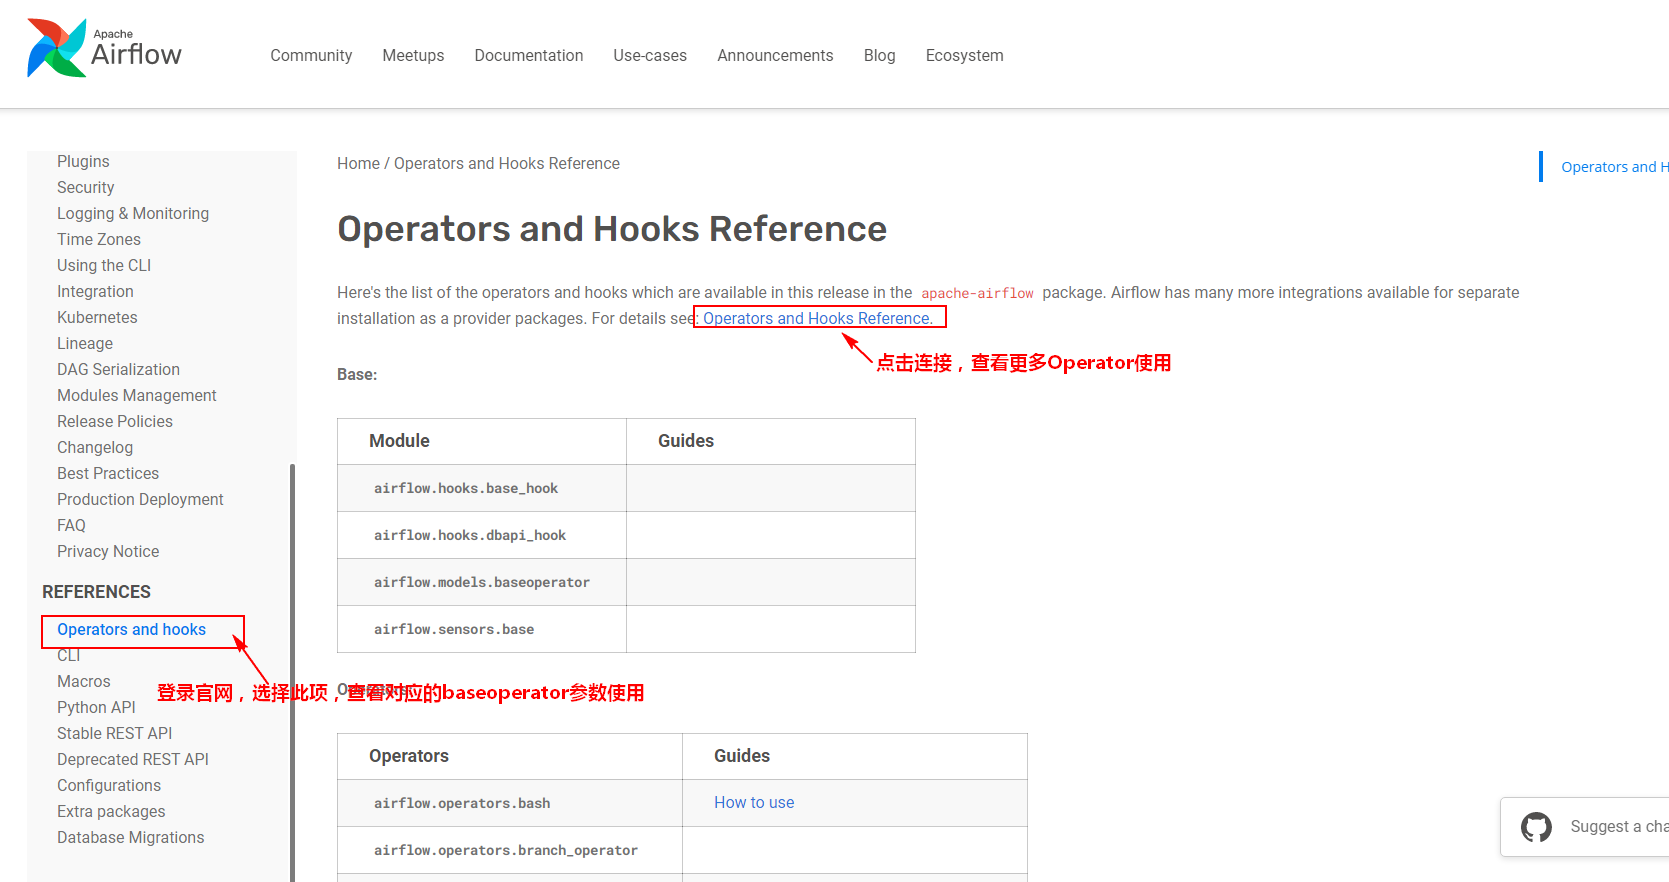 Apache
Airflow
Community Meetups Documentation Use-cases Announcements Blog Ecosystem
Plugins
Security
Logging & Monitoring
Time Zones
Using the CLI
Integration
Kubernetes
Lineage
DAG Serialization
Modules Management
Release Policies
Changelog
Best Practices
Production Deployment
FAQ
Privacy Notice
REFERENCES
Operators and hooks
CLI
Macros
Python API
Stable REST API
Deprecated REST API
Configurations
Extra packages
Database Migrations
登录官网，选择此项，查看对应的baseoperator参数使用
Home / Operators and Hooks Reference
Operators and Hooks Reference
Here's the list of the operators and hooks which are available in this release in the apache-airflow package. Airflow has many more integrations available for separate
installation as a provider packages. For details see: Operators and Hooks Reference.
点击连接，查看更多Operator使用
Base:
Module Guides
airflow.hooks.base_hook
airflow.hooks.dbapi_hook
airflow.models.baseoperator
airflow.sensors.base
Operators Guides
airflow.operators.bash How to use
airflow.operators.branch_operator
Operators and H
Suggest a cha